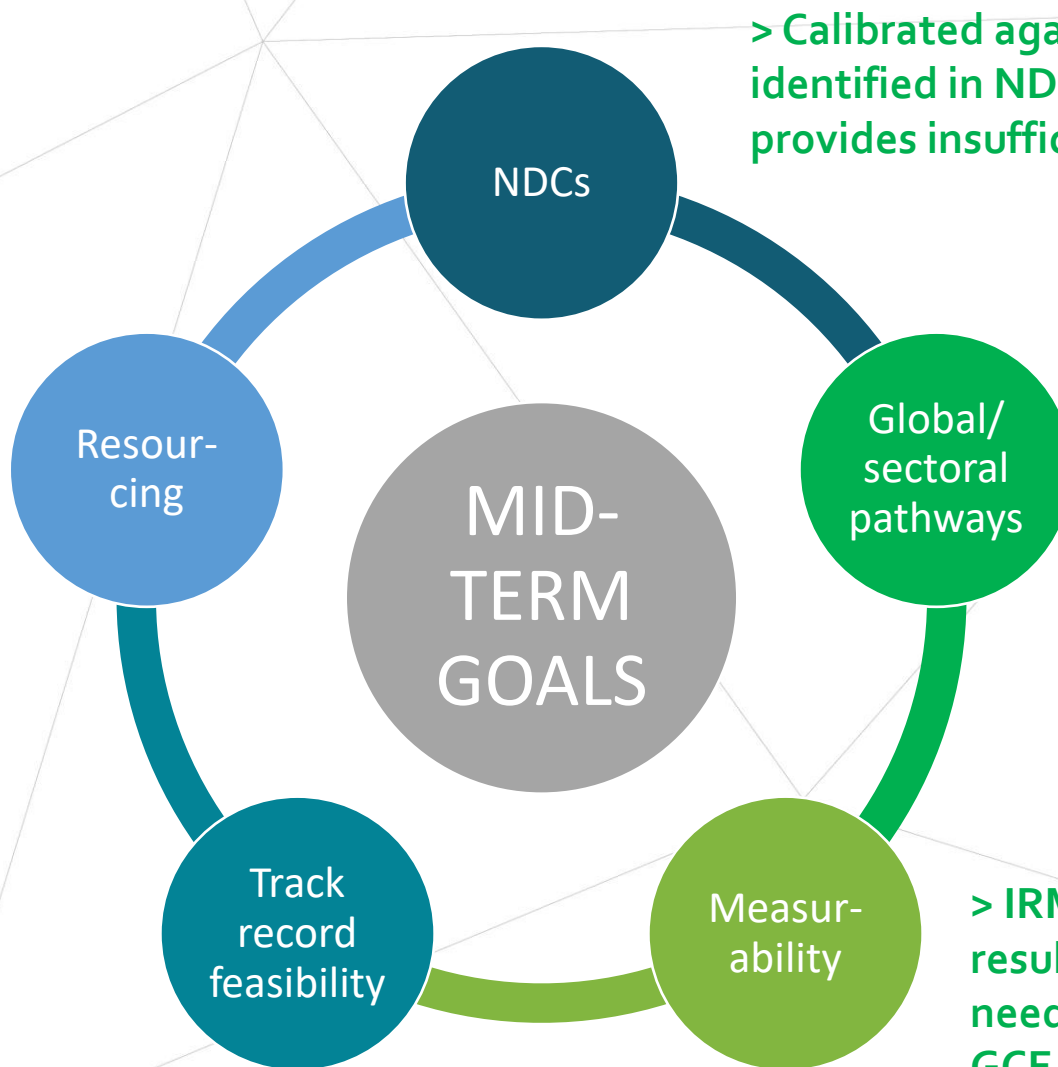 > Calibrated aga
identified in ND
provides insuffic
NDCs
Global/
sectoral
pathways
Resour-
cing
MID-
TERM
GOALS
Track
record
feasibility
Measur-
ability
> IRM
resul
need
GCF